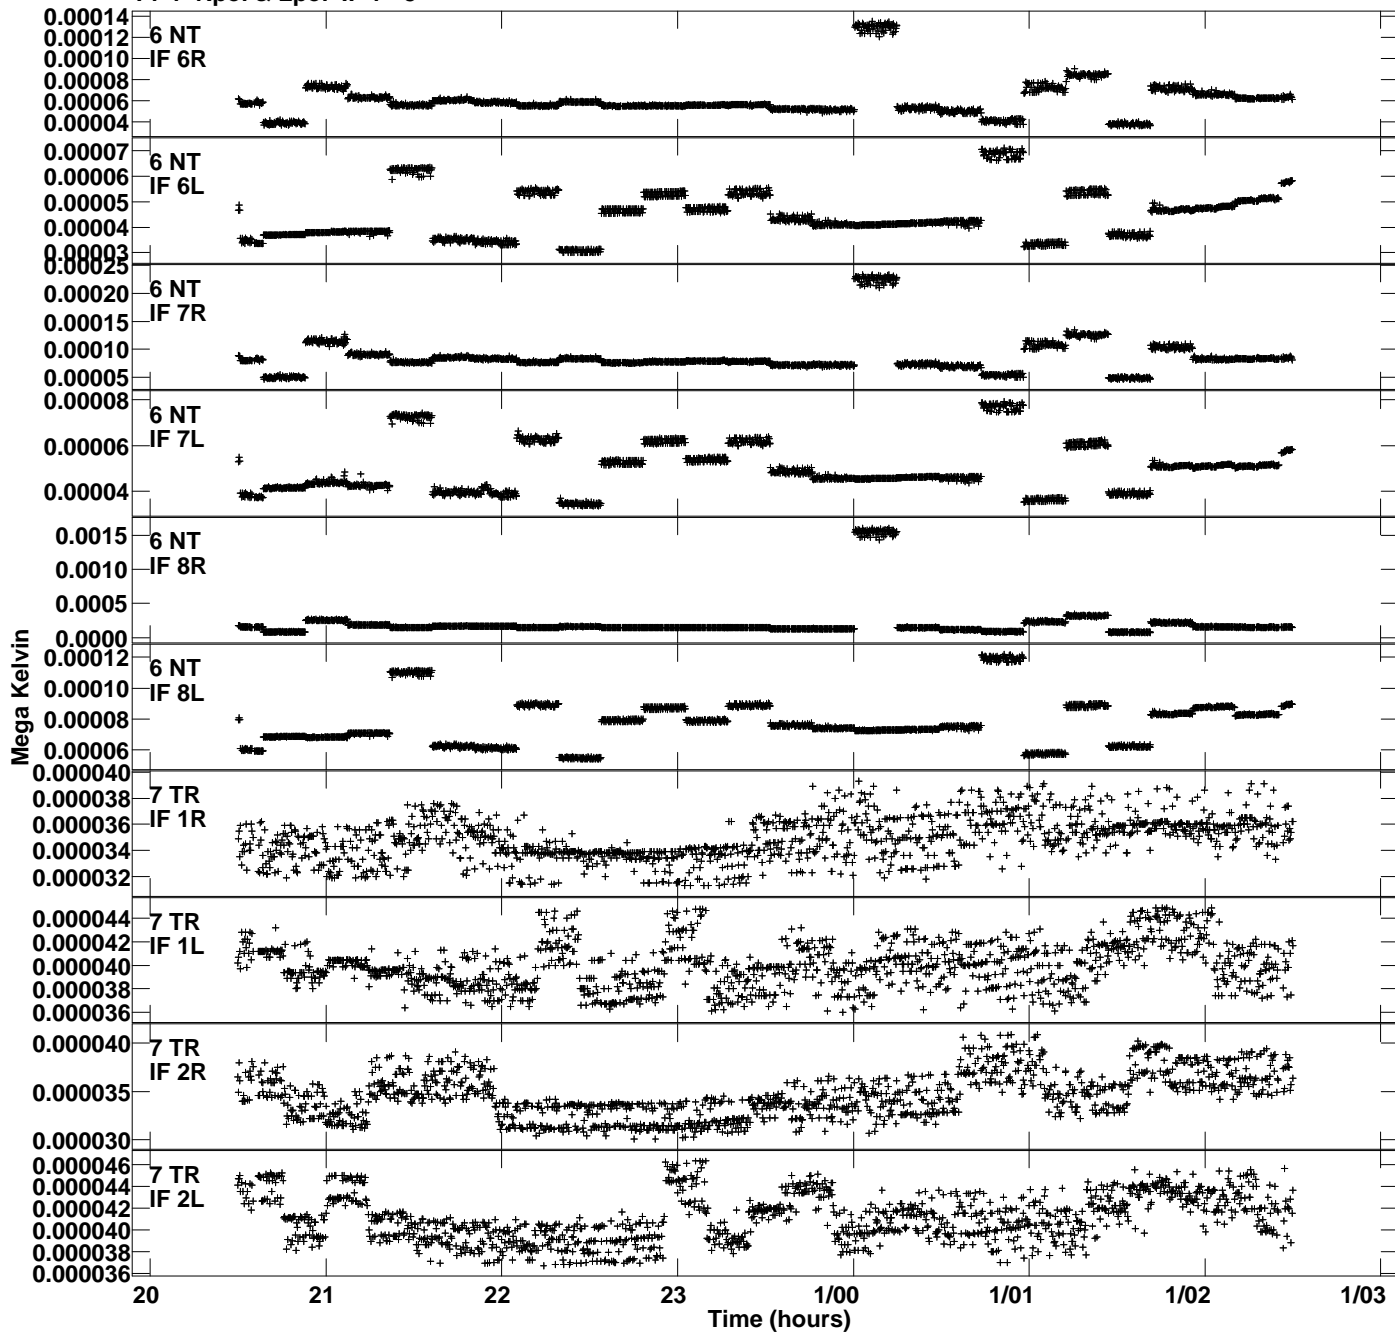 0.00014
0.00012
0.00010
0.00008
0.00006
0.00004
6 NT
IF 6R
0.00007
0.00006
0.00005
0.00004
0.00003
6 NT
IF 6L
0.00025
0.00020
0.00015
0.00010
0.00005
6 NT
IF 7R
0.00008
0.00006
0.00004
6 NT
IF 7L
0.0015
0.0005
0.0000
6 NT
IF 8R
0.00012
0.00010
0.00008
0.00006
6 NT
IF 8L
Mega Kelvin
0.000040
0.000038
0.000036
0.000034
0.000032
7 TR
IF 1R
0.000044
0.000042
0.000040
0.000038
0.000036
7 TR
IF 1L
0.000040
0.000035
0.000030
7 TR
IF 2R
0.000046
0.000044
0.000042
0.000040
0.000038
0.000036
7 TR
IF 2L
20 21 22 23 1/00 1/01 1/02 1/03
Time (hours)